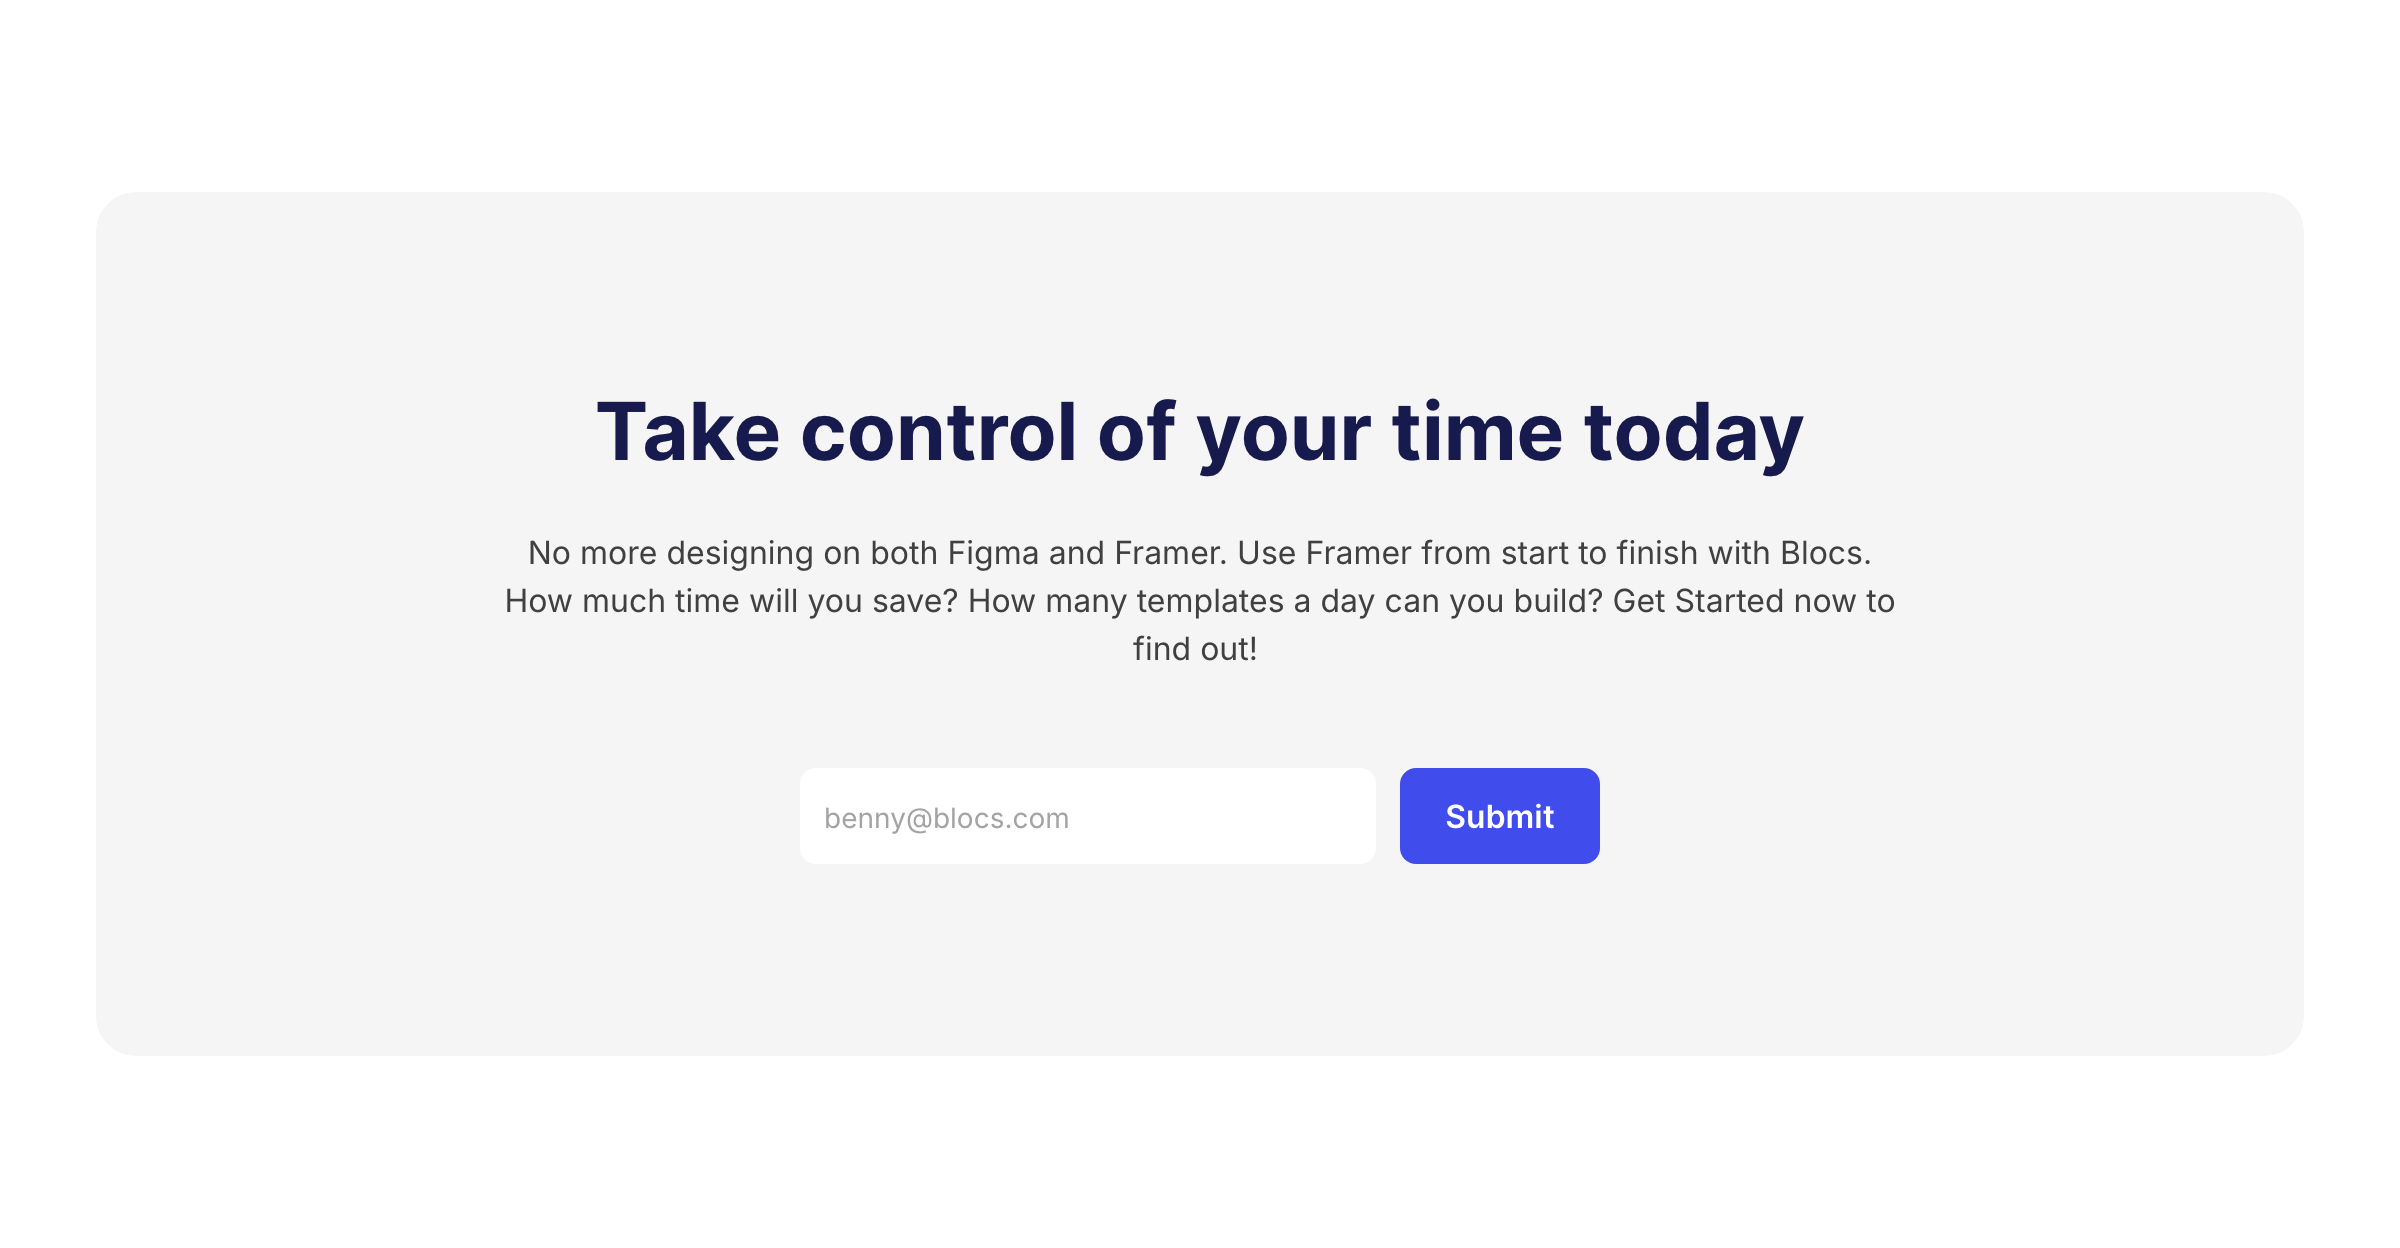 Take control of your time today
No more designing on both Figma and Framer. Use Framer from start to finish with Blocs.
How much time will you save? How many templates a day can you build? Get Started now to
find out!
benny@blocs.com
Submit